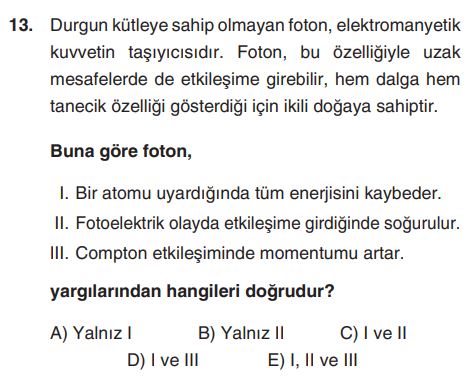 13. Durgun kütleye sahip olmayan foton, elektromanyetik
kuvvetin taşıyıcısıdır. Foton, bu özelliğiyle uzak
mesafelerde de etkileşime girebilir, hem dalga hem
tanecik özelliği gösterdiği için ikili doğaya sahiptir.
Buna göre foton,
I. Bir atomu uyardığında tüm enerjisini kaybeder.
II. Fotoelektrik olayda etkileşime girdiğinde soğurulur.
III. Compton etkileşiminde momentumu artar.
yargılarından hangileri doğrudur?
A) Yalnız I B) Yalnız II C) I ve II
D) I ve III E) I, II ve III